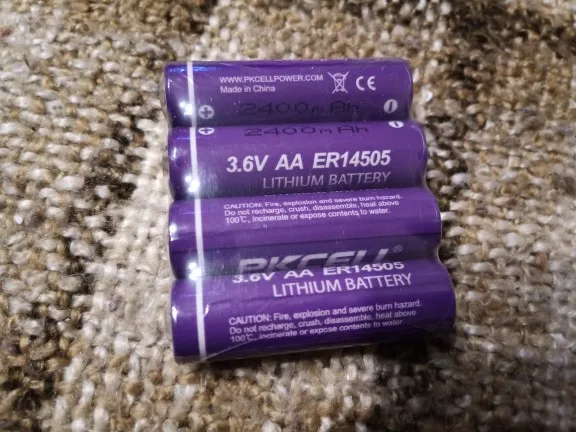 WWW.PKCELLPOWER.COM
Made in China
CE
2400mAh
2400mAh
3.6V AA ER14505
LITHIUM BATTERY
CAUTION: Fire, explosion and severe burn hazard.
Do not recharge, crush, disassemble, heat above
100℃, incinerate or expose contents to water.
PKCELL®
3.6V AA ER14505
LITHIUM BATTERY
CAUTION: Fire, explosion and severe burn hazard.
Do not recharge, crush, disassemble, heat above
100℃, incinerate or expose contents to water.